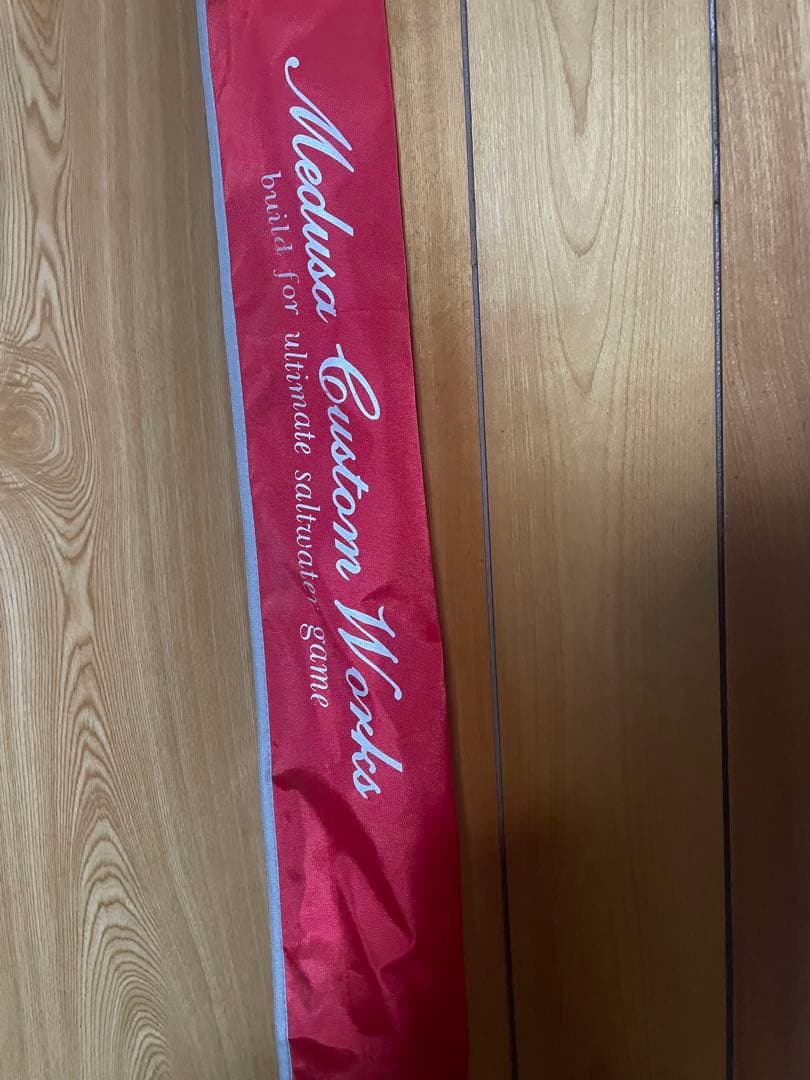 Medusa Custom Works
build for ultimate saltwater game